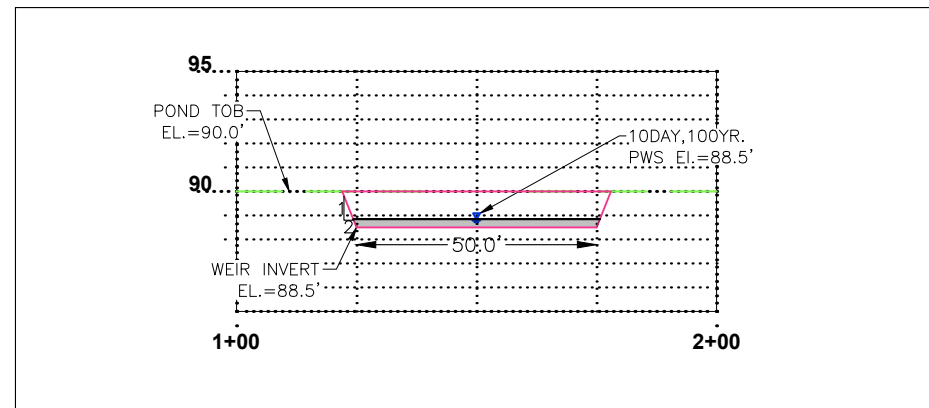 95
POND TOB
EL.=90.0'
10DAY,100YR.
PWS El.=88.5'
90
1
2
50.0'
WEIR INVERT
EL.=88.5'
1+00
2+00